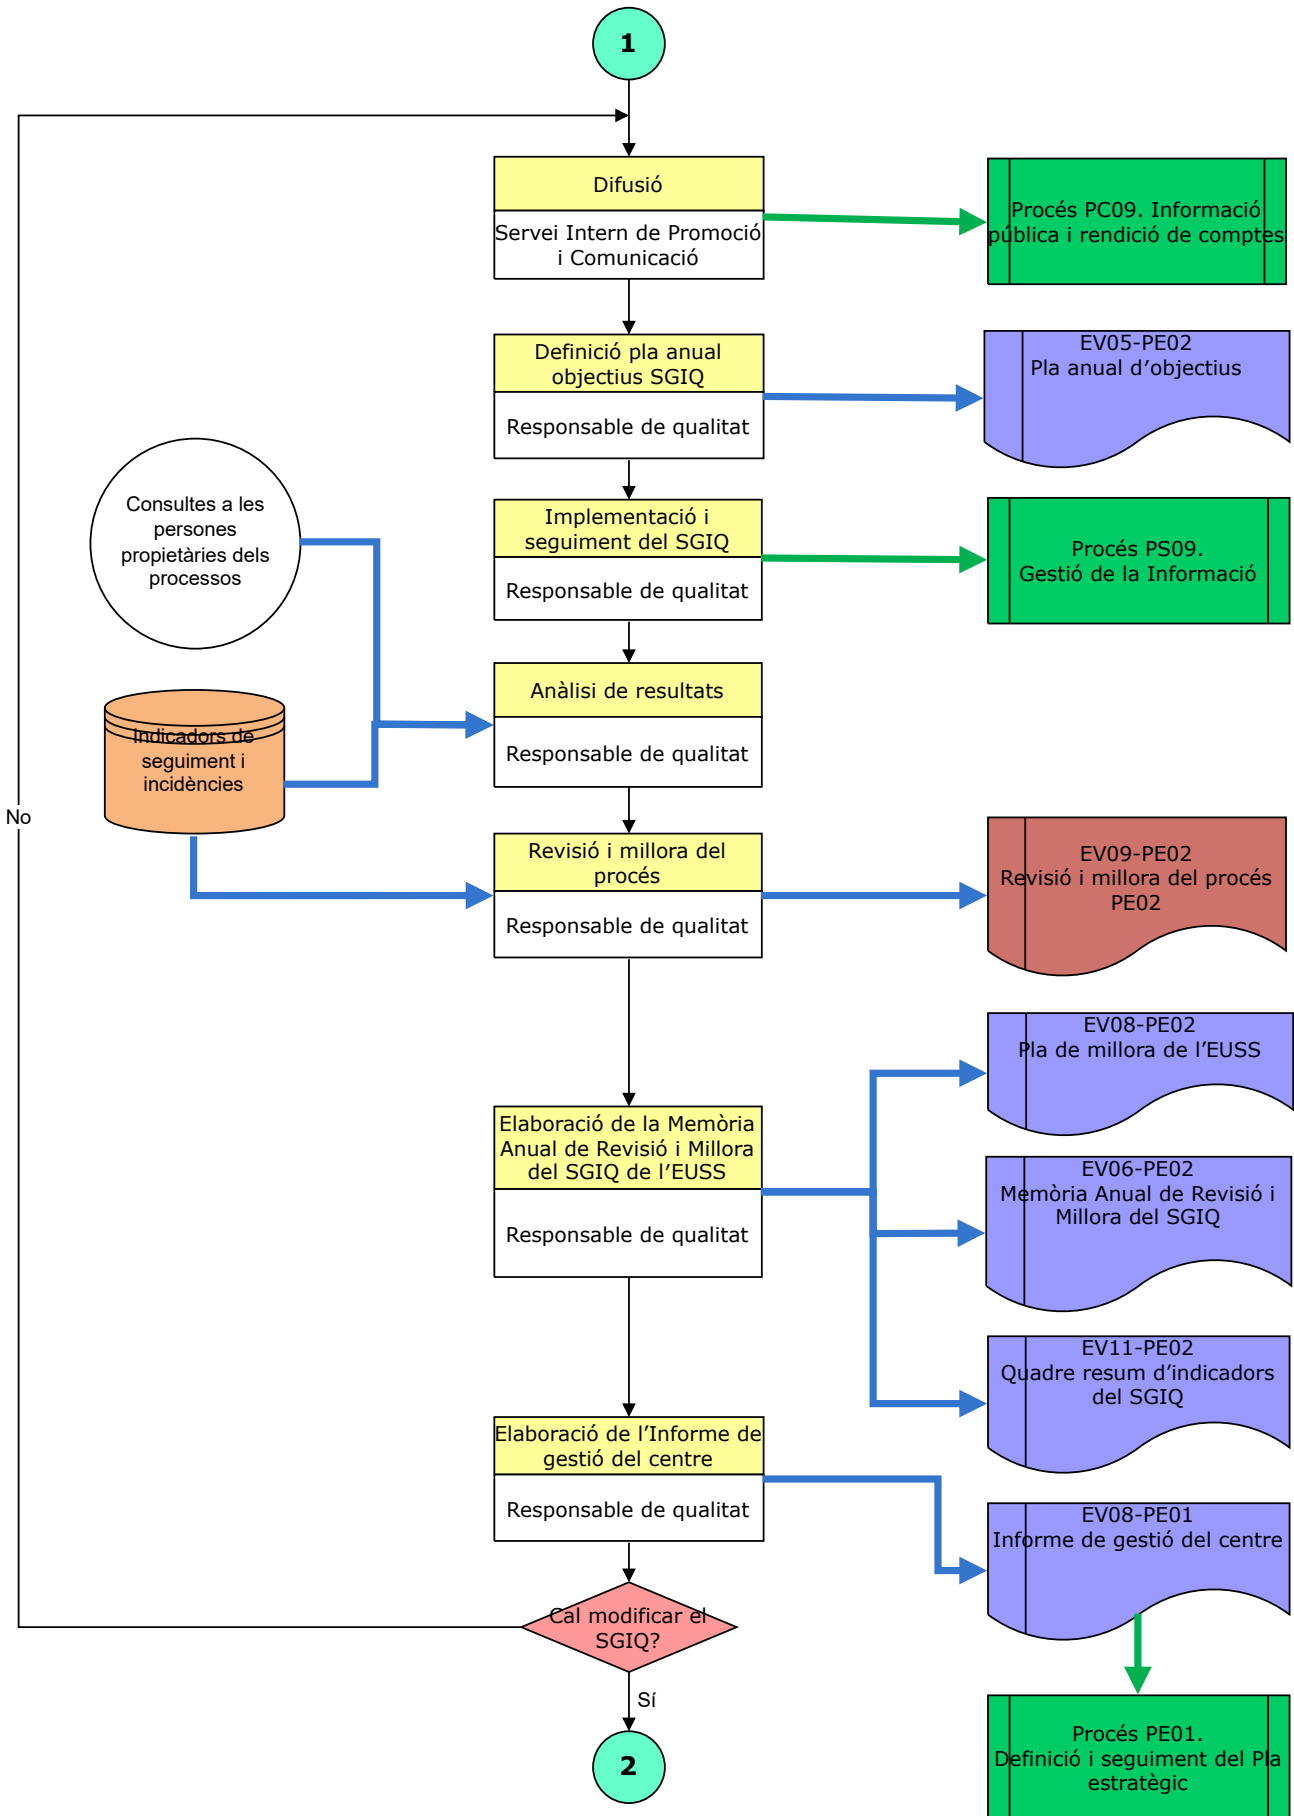 1
Difusió
Servei Intern de Promoció
i Comunicació
Procés PC09. Informació
pública i rendició de comptes
Definició pla anual
objectius SGIQ
Responsable de qualitat
EV05-PE02
Pla anual d’objectius
Consultes a les
persones
propietàries dels
processos
Implementació i
seguiment del SGIQ
Responsable de qualitat
Procés PS09.
Gestió de la Informació
Anàlisi de resultats
Responsable de qualitat
Indicadors de
seguiment i
incidències
No
Revisió i millora del
procés
Responsable de qualitat
EV09-PE02
Revisió i millora del procés
PE02
EV08-PE02
Pla de millora de l’EUSS
Elaboració de la Memòria
Anual de Revisió i Millora
del SGIQ de l’EUSS
Responsable de qualitat
EV06-PE02
Memòria Anual de Revisió i
Millora del SGIQ
EV11-PE02
Quadre resum d’indicadors
del SGIQ
Elaboració de l’Informe de
gestió del centre
Responsable de qualitat
EV08-PE01
Informe de gestió del centre
Cal modificar el
SGIQ?
Sí
2
Procés PE01.
Definició i seguiment del Pla
estratègic